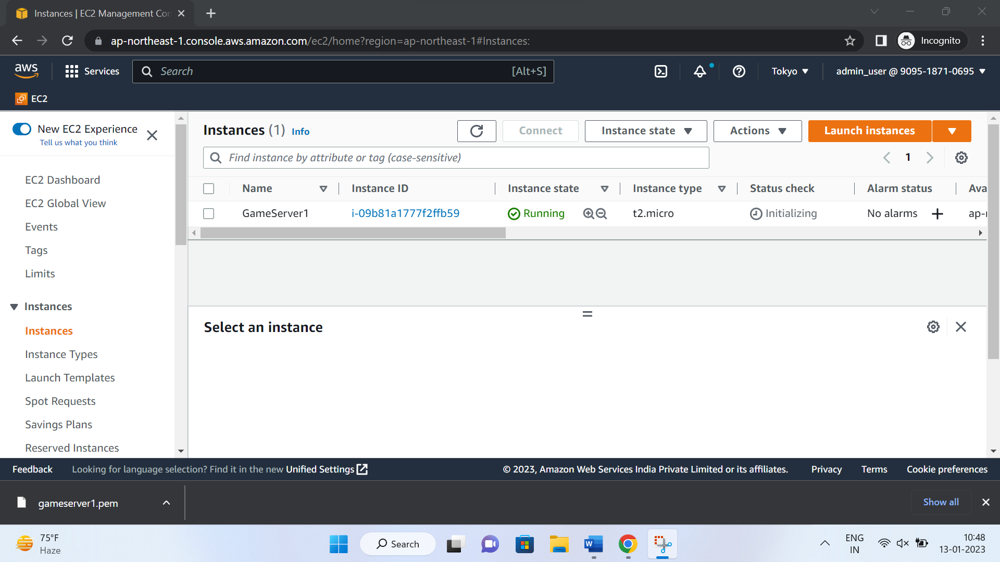 Instances | EC2 Management Con
ap-northeast-1.console.aws.amazon.com/ec2/home?region=ap-northeast-1#Instances:
Incognito
aws
Services
Search
[Alt+S]
Tokyo
admin_user @ 9095-1871-0695
EC2
New EC2 Experience
Tell us what you think
EC2 Dashboard
EC2 Global View
Events
Tags
Limits
Instances
Instances
Instance Types
Launch Templates
Spot Requests
Savings Plans
Reserved Instances
Instances (1) Info
Connect
Instance state
Actions
Launch instances
Find instance by attribute or tag (case-sensitive)
1
Name Instance ID Instance state Instance type Status check Alarm status Ava
GameServer1 i-09b81a1777f2ffb59 Running t2.micro Initializing No alarms ap-
Select an instance
Feedback Looking for language selection? Find it in the new Unified Settings
© 2023, Amazon Web Services India Private Limited or its affiliates. Privacy Terms Cookie preferences
gameserver1.pem
Show all
75°F
Haze
Search
W
ENG
IN
10:48
13-01-2023